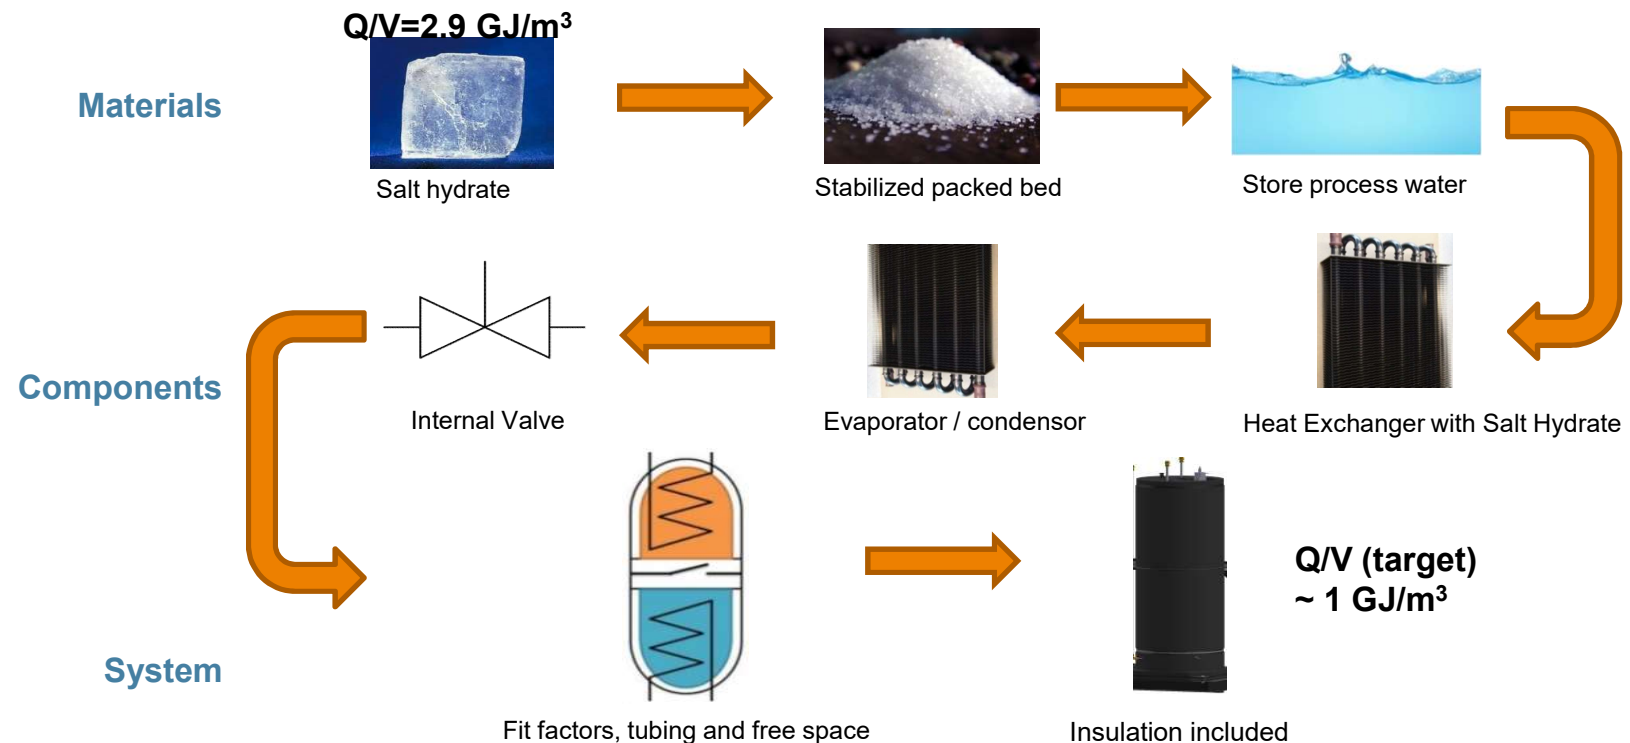 Q/V=2.9 GJ/m³
Materials
Salt hydrate
Stabilized packed bed
Store process water
Components
Internal Valve
Evaporator / condensor
Heat Exchanger with Salt Hydrate
Q/V (target)
~ 1 GJ/m³
System
Fit factors, tubing and free space
Insulation included